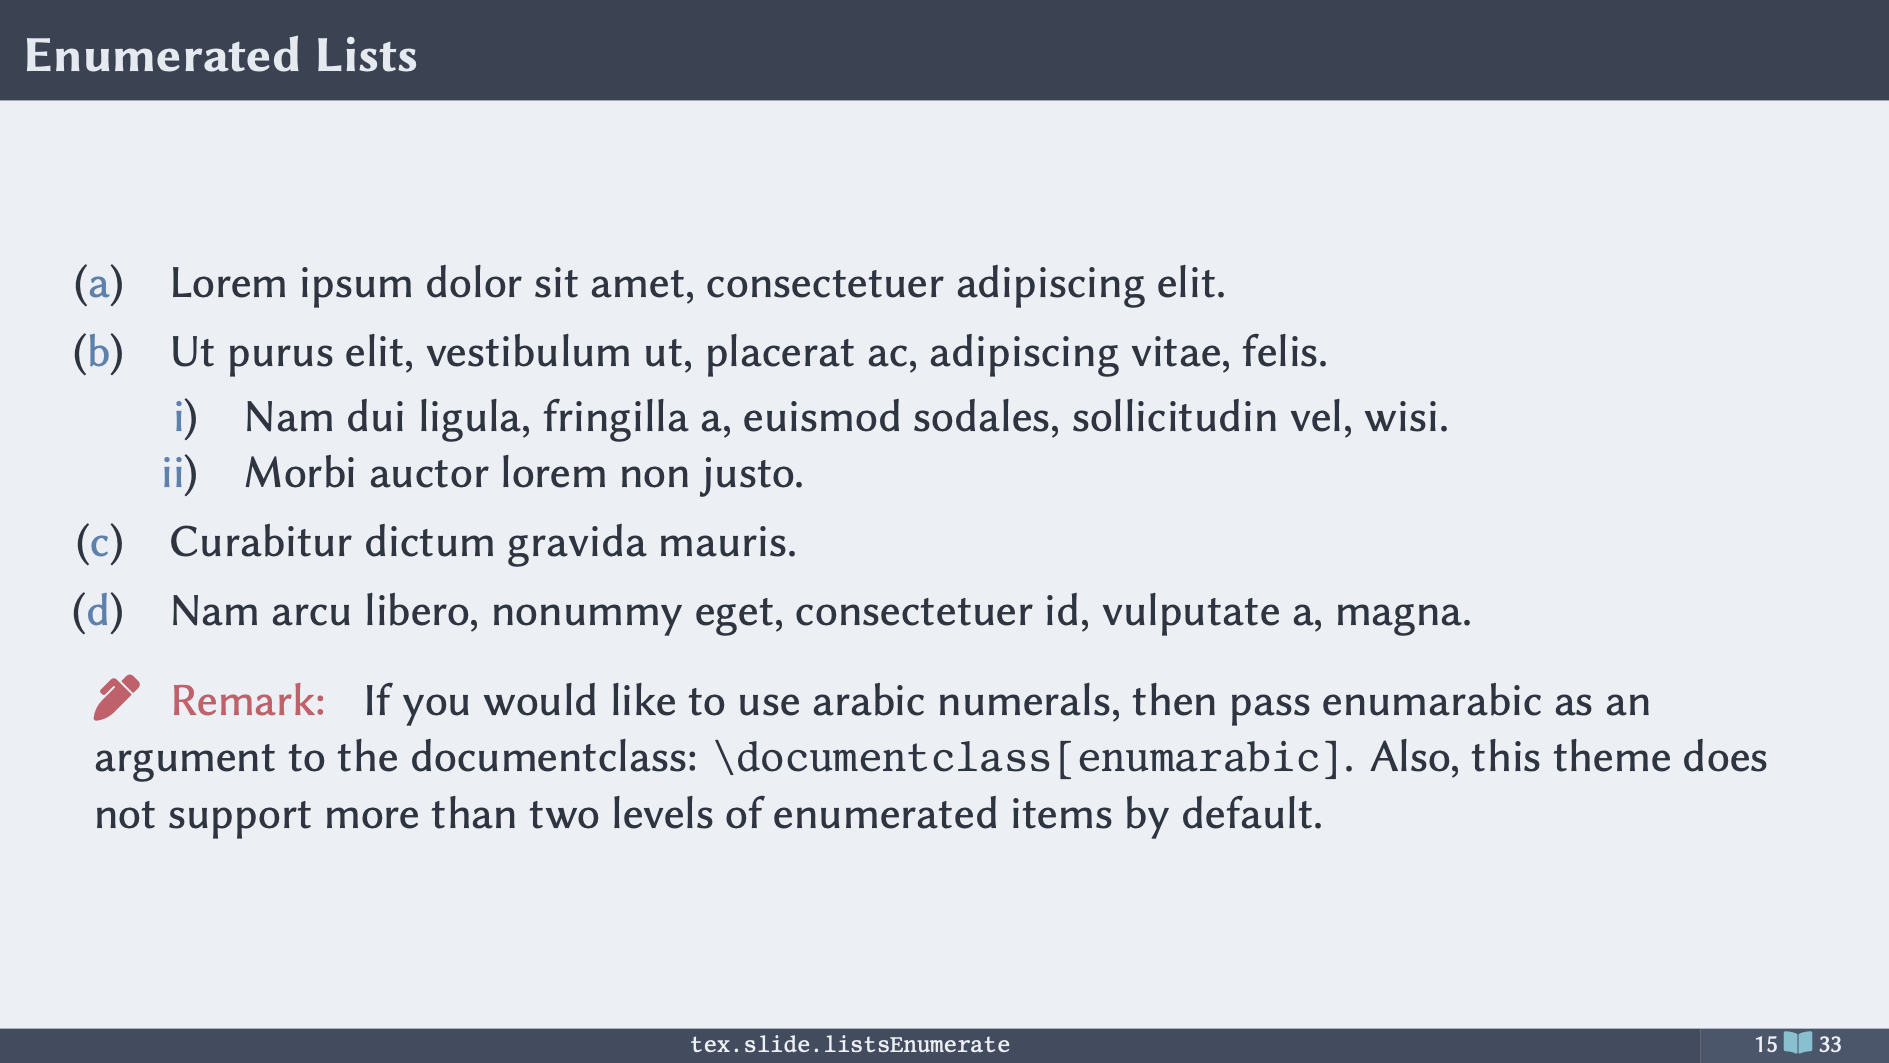 Enumerated Lists
(a) Lorem ipsum dolor sit amet, consectetuer adipiscing elit.
(b) Ut purus elit, vestibulum ut, placerat ac, adipiscing vitae, felis.
i) Nam dui ligula, fringilla a, euismod sodales, sollicitudin vel, wisi.
ii) Morbi auctor lorem non justo.
(c) Curabitur dictum gravida mauris.
(d) Nam arcu libero, nonummy eget, consectetuer id, vulputate a, magna.
Remark: If you would like to use arabic numerals, then pass enumarabic as an
argument to the documentclass: \documentclass[enumarabic]. Also, this theme does
not support more than two levels of enumerated items by default.
tex.slide.listsEnumerate
15 33